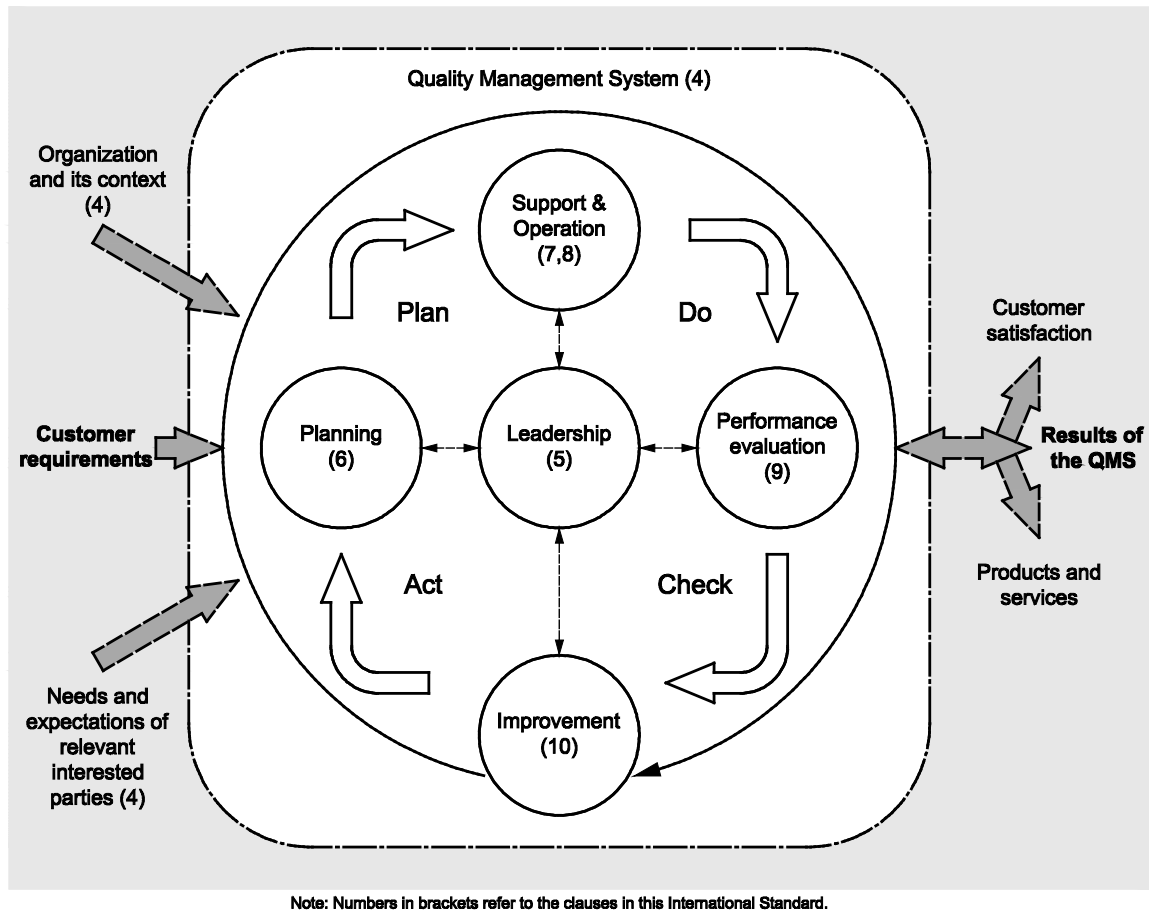 Quality Management System (4)
Organization
and its context
(4)
Support &
Operation
(7,8)
Plan
Do
Customer
satisfaction
Customer
requirements
Planning
(6)
Leadership
(5)
Performance
evaluation
(9)
Results of
the QMS
Act
Check
Products and
services
Needs and
expectations of
relevant
interested
parties (4)
Improvement
(10)
Note: Numbers in brackets refer to the clauses in this International Standard.